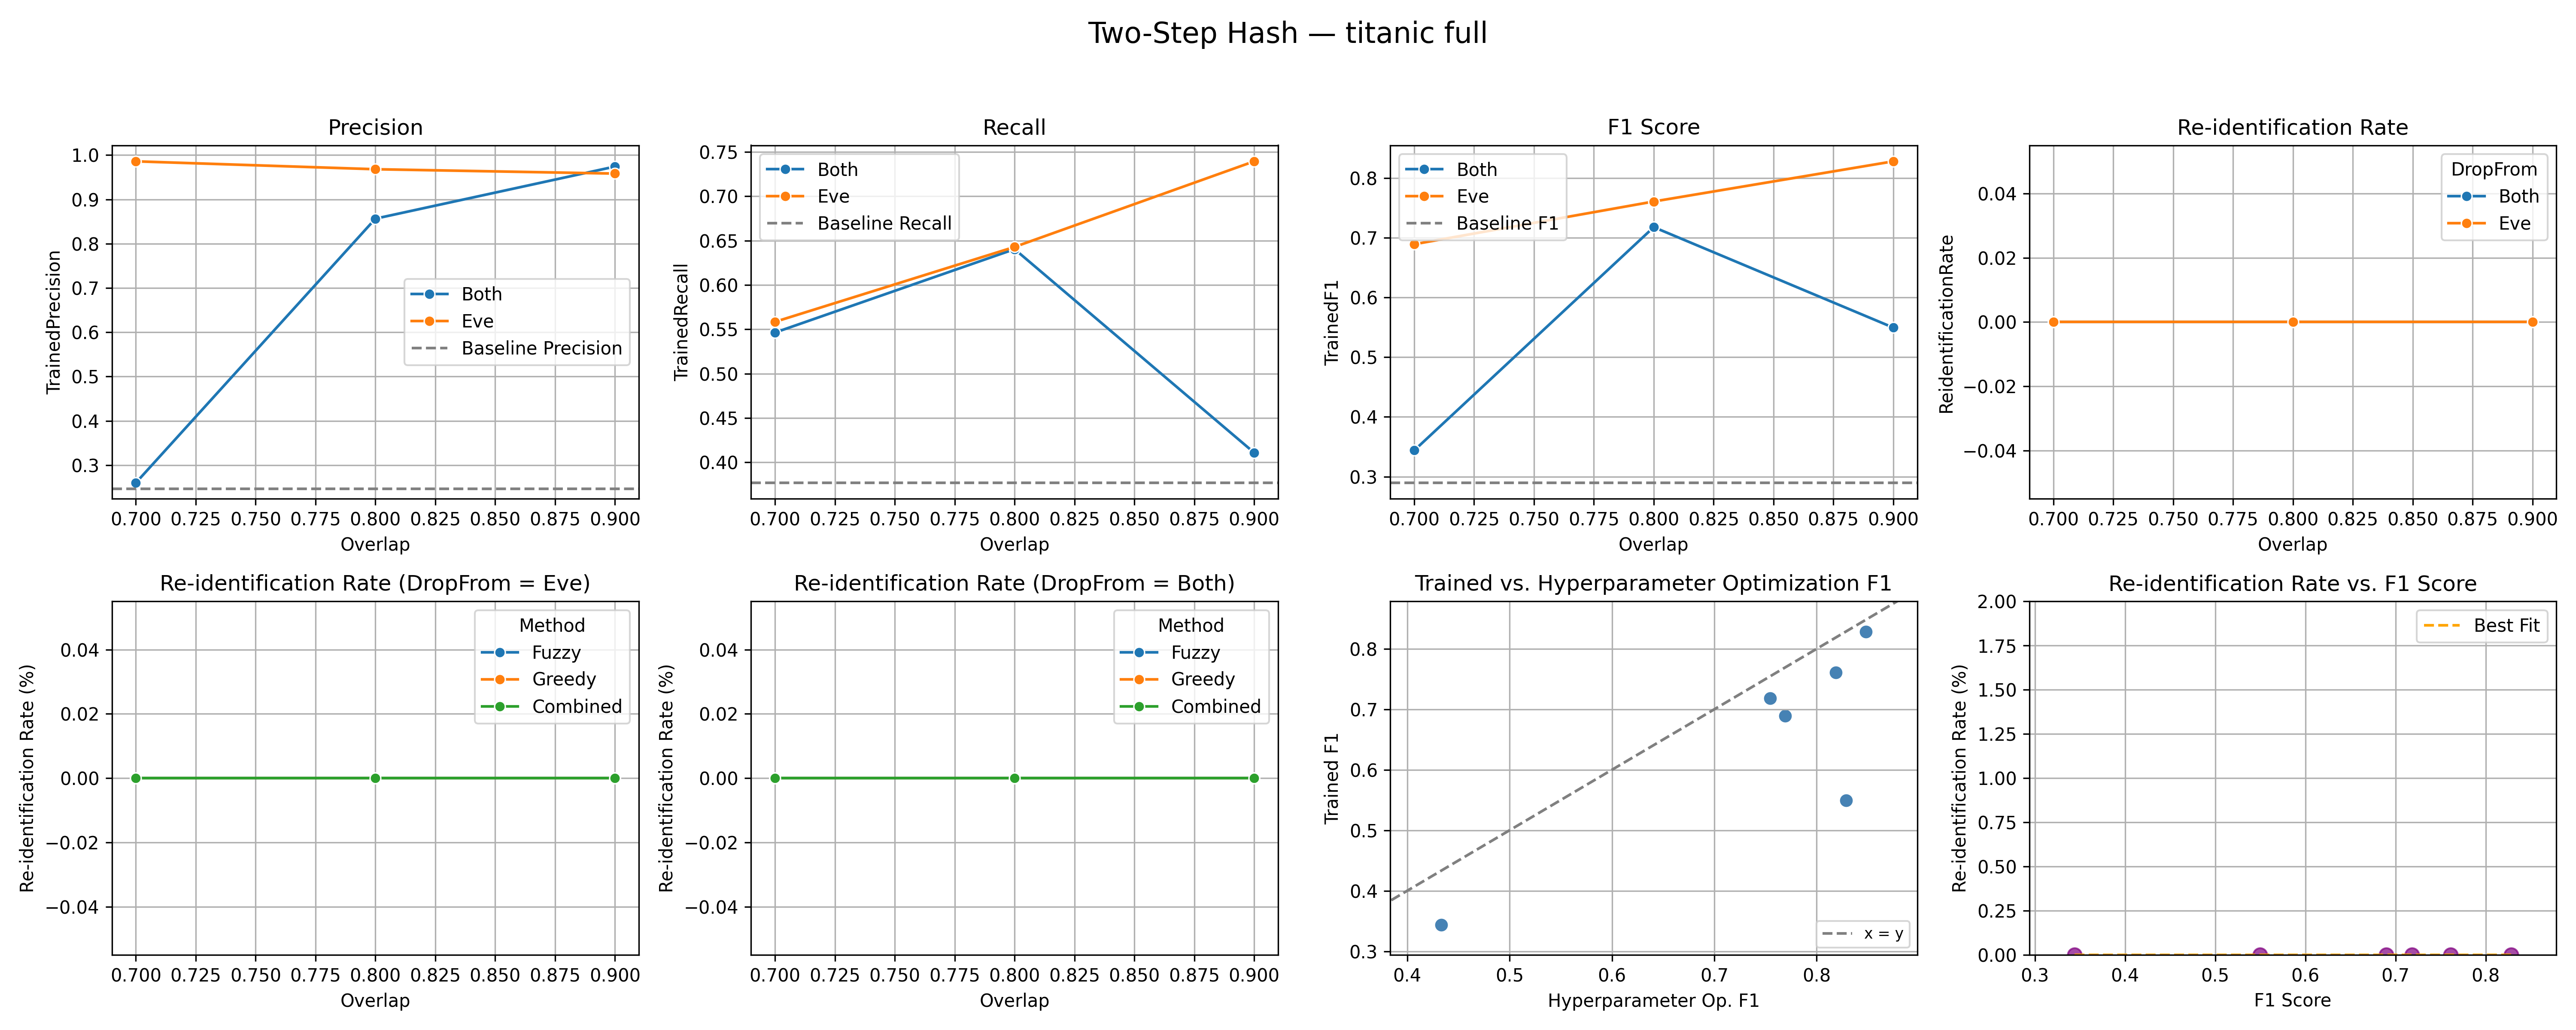 Two-Step Hash — titanic full
Precision
TrainedPrecision
1.0
0.9
0.8
0.7
0.6
0.5
0.4
0.3
Both
Eve
Baseline Precision
0.700 0.725 0.750 0.775 0.800 0.825 0.850 0.875 0.900
Overlap
Recall
TrainedRecall
0.75
0.70
0.65
0.60
0.55
0.50
0.45
0.40
Both
Eve
Baseline Recall
0.700 0.725 0.750 0.775 0.800 0.825 0.850 0.875 0.900
Overlap
F1 Score
TrainedF1
0.8
0.7
0.6
0.5
0.4
0.3
Both
Eve
Baseline F1
0.700 0.725 0.750 0.775 0.800 0.825 0.850 0.875 0.900
Overlap
Re-identification Rate
ReidentificationRate
0.04
0.02
0.00
−0.02
−0.04
DropFrom
Both
Eve
0.700 0.725 0.750 0.775 0.800 0.825 0.850 0.875 0.900
Overlap
Re-identification Rate (DropFrom = Eve)
Re-identification Rate (%)
0.04
0.02
0.00
−0.02
−0.04
Method
Fuzzy
Greedy
Combined
0.700 0.725 0.750 0.775 0.800 0.825 0.850 0.875 0.900
Overlap
Re-identification Rate (DropFrom = Both)
Re-identification Rate (%)
0.04
0.02
0.00
−0.02
−0.04
Method
Fuzzy
Greedy
Combined
0.700 0.725 0.750 0.775 0.800 0.825 0.850 0.875 0.900
Overlap
Trained vs. Hyperparameter Optimization F1
Trained F1
0.8
0.7
0.6
0.5
0.4
0.3
x = y
0.4 0.5 0.6 0.7 0.8
Hyperparameter Op. F1
Re-identification Rate vs. F1 Score
Re-identification Rate (%)
2.00
1.75
1.50
1.25
1.00
0.75
0.50
0.25
0.00
Best Fit
0.3 0.4 0.5 0.6 0.7 0.8
F1 Score